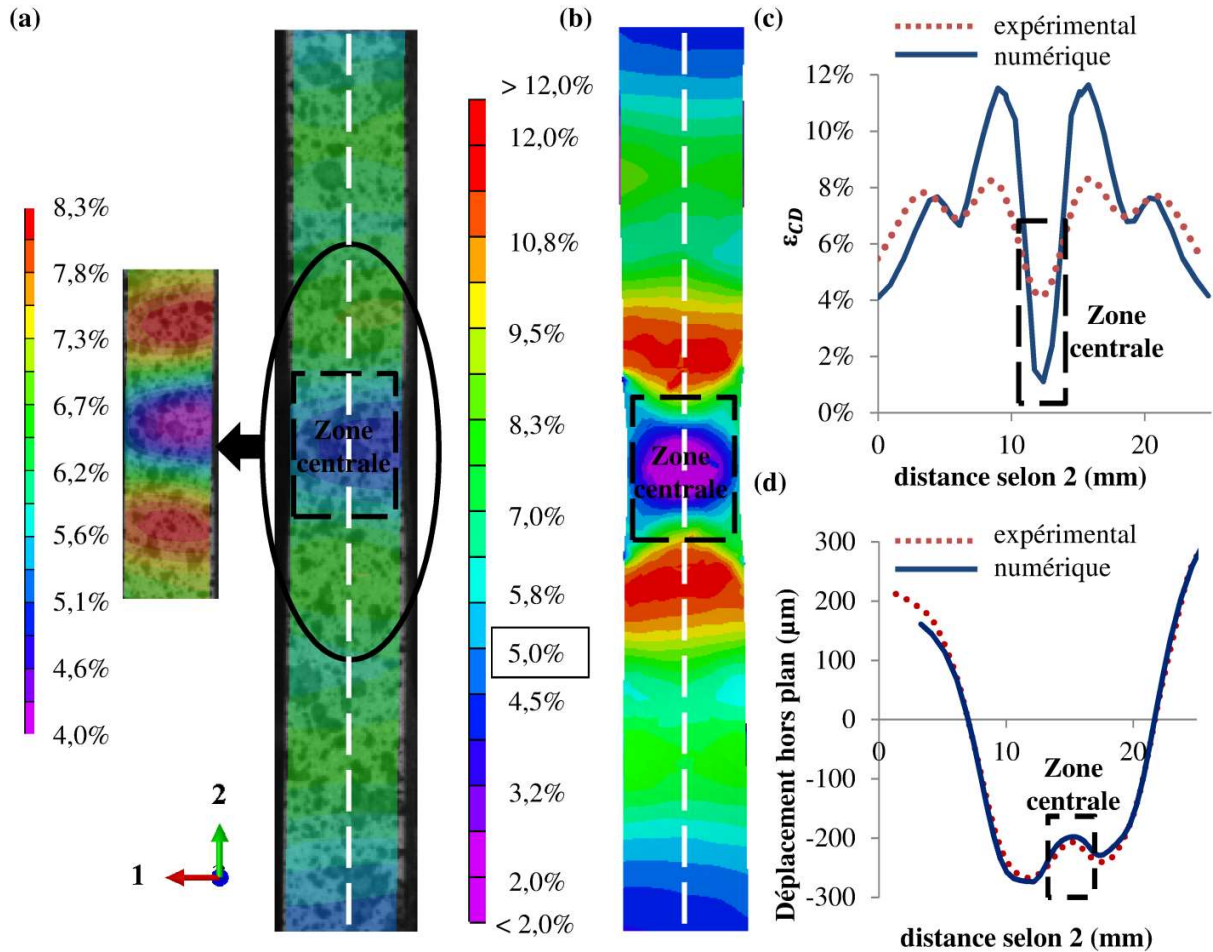 (a)
8,3%
7,8%
7,3%
6,7%
6,2%
5,6%
5,1%
4,6%
4,0%
Zone
centrale
2
1
> 12,0%
12,0%
10,8%
9,5%
8,3%
7,0%
5,8%
5,0%
4,5%
3,2%
2,0%
< 2,0%
(b)
Zone
centrale
(c)
expérimental
numérique
12%
10%
8%
6%
4%
2%
0%
εCD
Zone
centrale
0 10 20
distance selon 2 (mm)
(d)
expérimental
numérique
300
200
100
0
-100
-200
-300
Déplacement hors plan (µm)
0 10 20
Zone
centrale
distance selon 2 (mm)